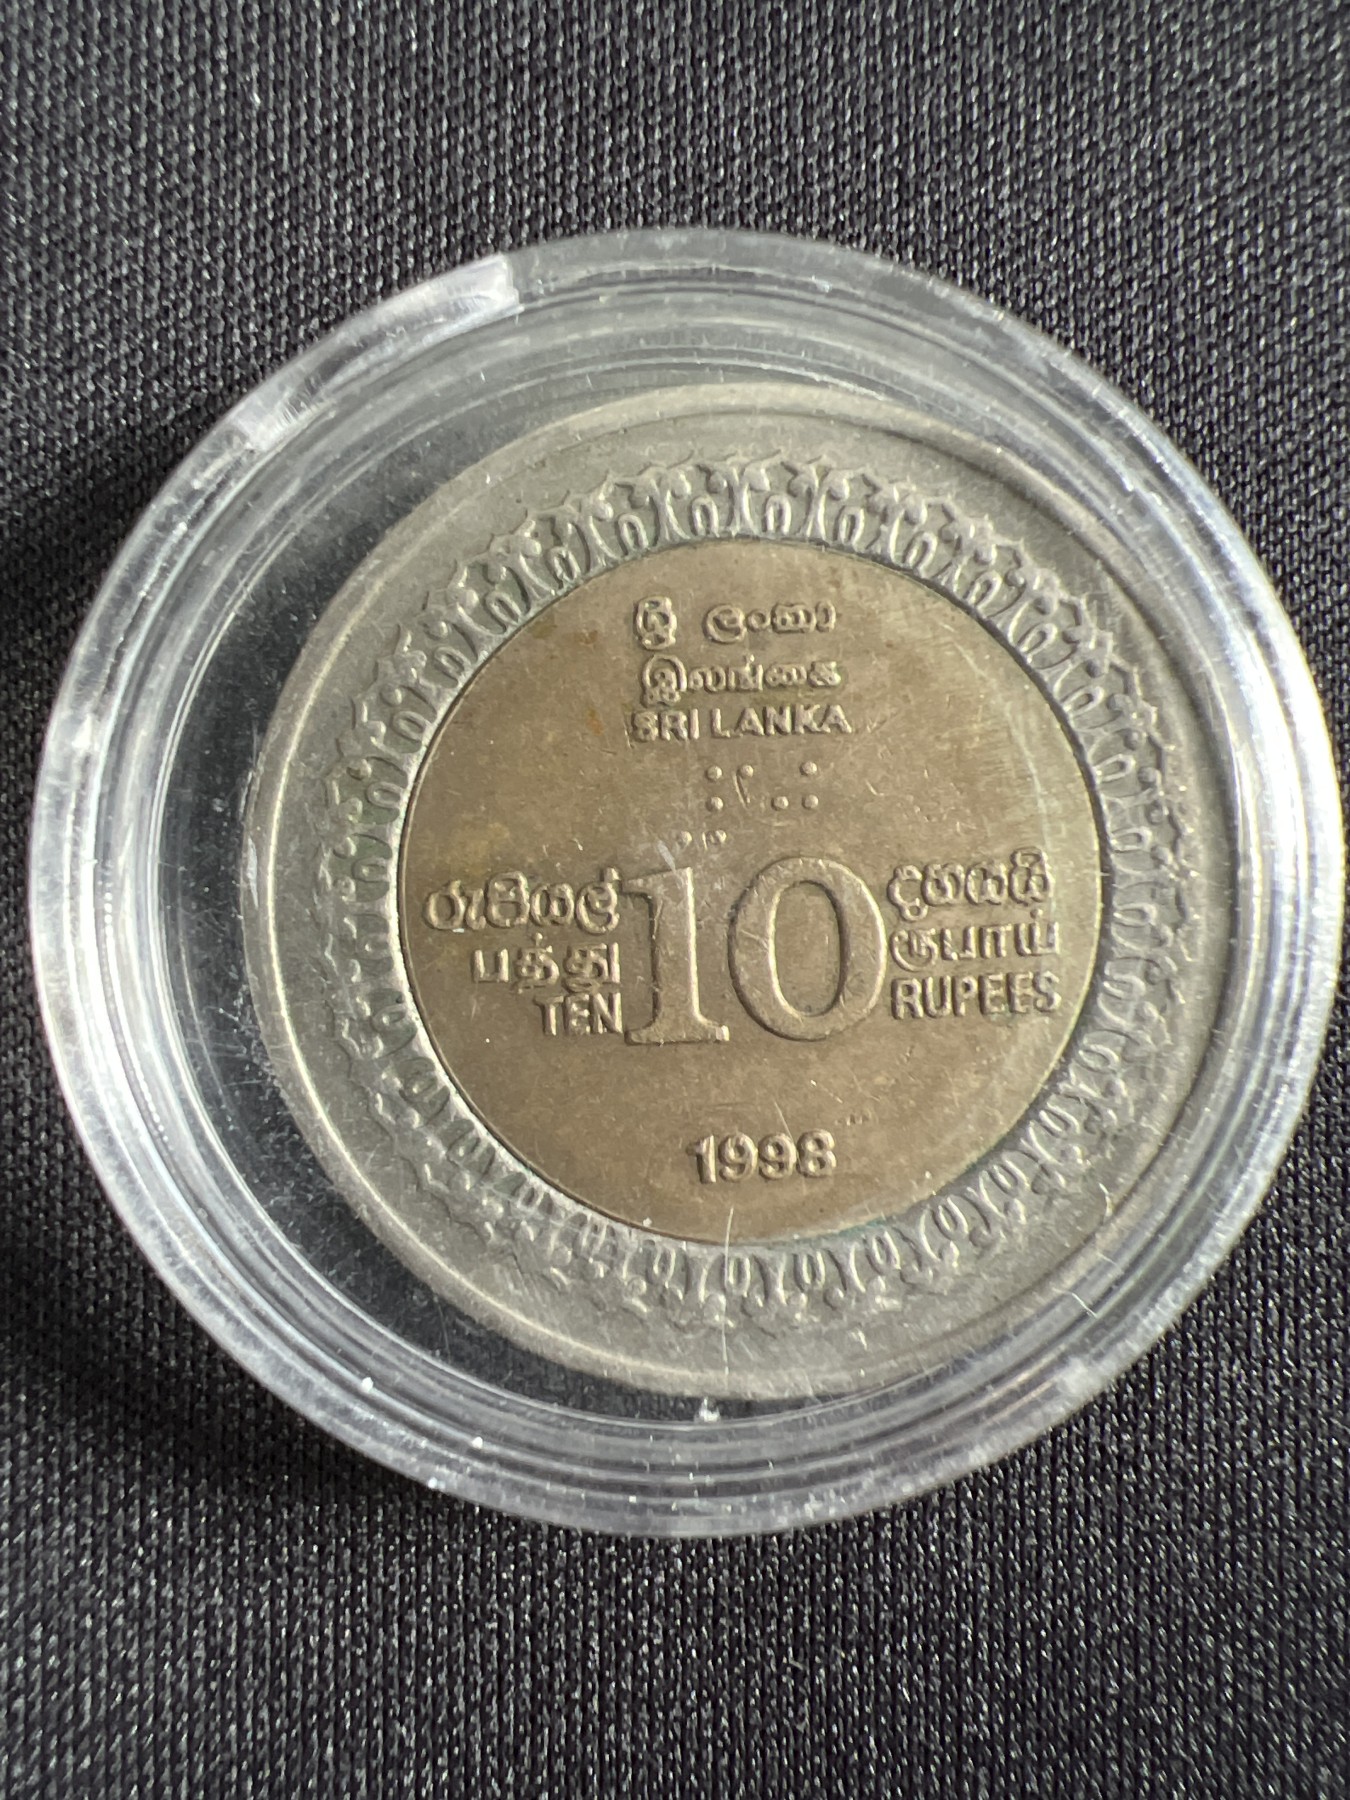 ශ්‍රී ලංකා
இலங்கை
SRI LANKA
රුපියල් 10 දහයයි
பத்து ரூபாய்
TEN RUPEES
1998